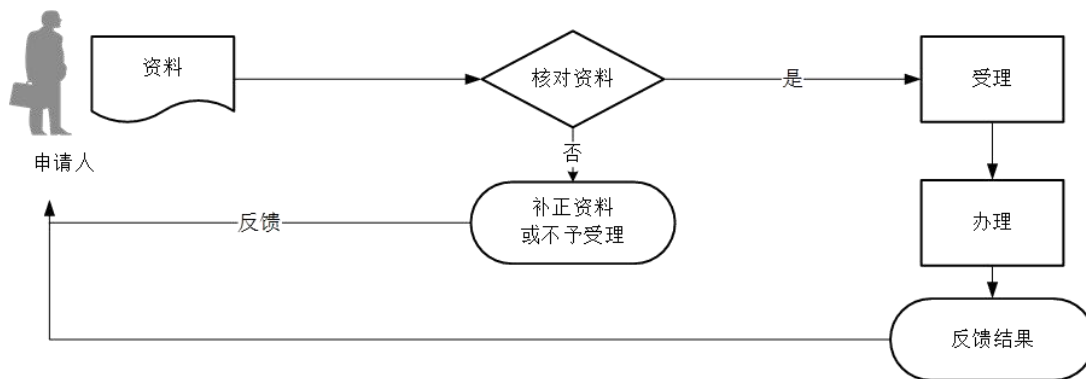 资料
核对资料
是
受理
申请人
否
补正资料
或不予受理
反馈
办理
反馈结果